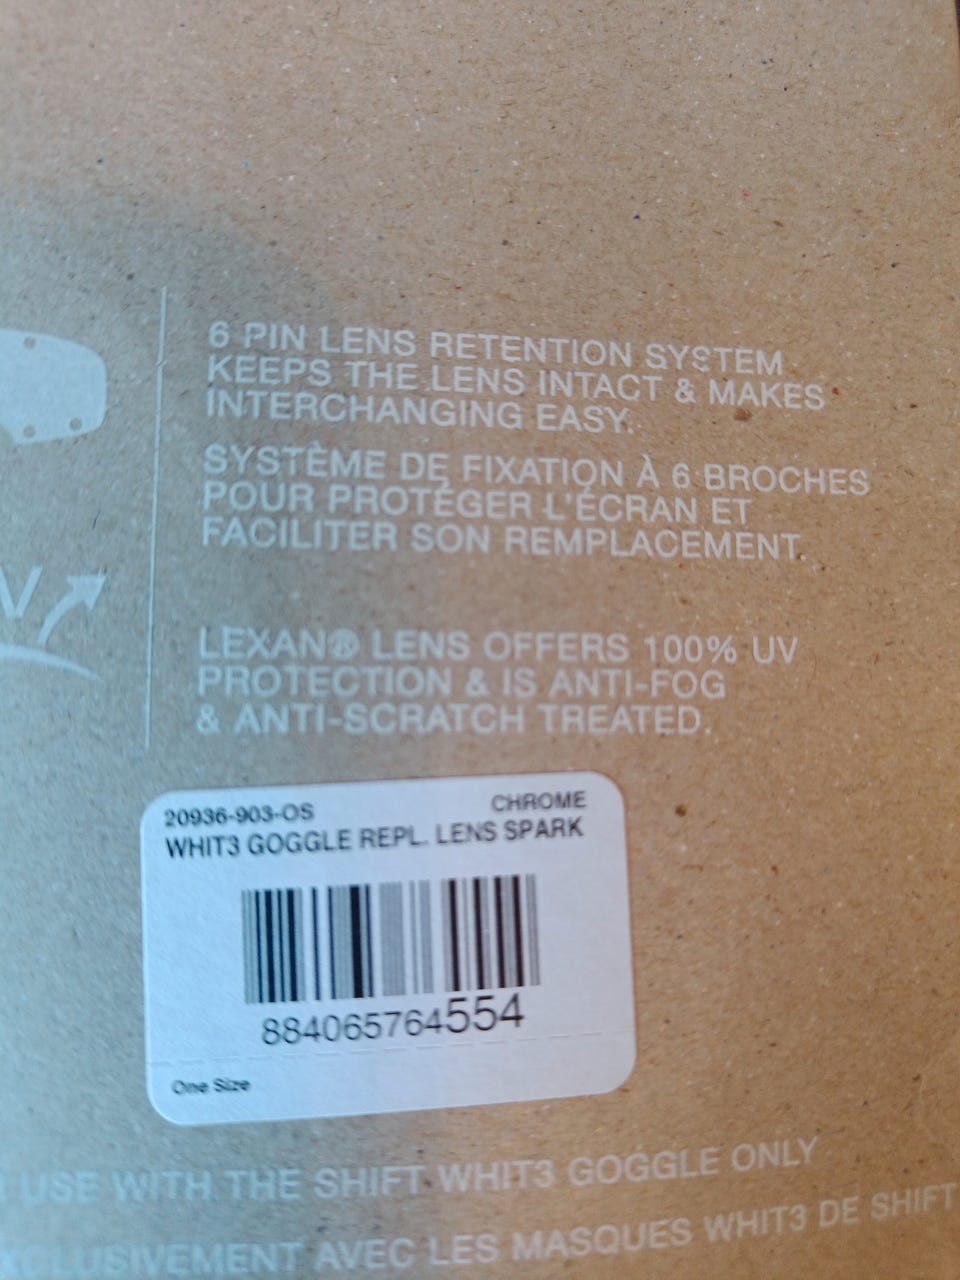 6 PIN LENS RETENTION SYSTEM
KEEPS THE LENS INTACT & MAKES
INTERCHANGING EASY.
SYSTÈME DE FIXATION À 6 BROCHES
POUR PROTÉGER L'ÉCRAN ET
FACILITER SON REMPLACEMENT.
V
LEXAN® LENS OFFERS 100% UV
PROTECTION & IS ANTI-FOG
& ANTI-SCRATCH TREATED.
20936-903-OS CHROME
WHIT3 GOGGLE REPL. LENS SPARK
884065764554
One Size
USE WITH THE SHIFT WHIT3 GOGGLE ONLY
XCLUSIVEMENT AVEC LES MASQUES WHIT3 DE SHIFT